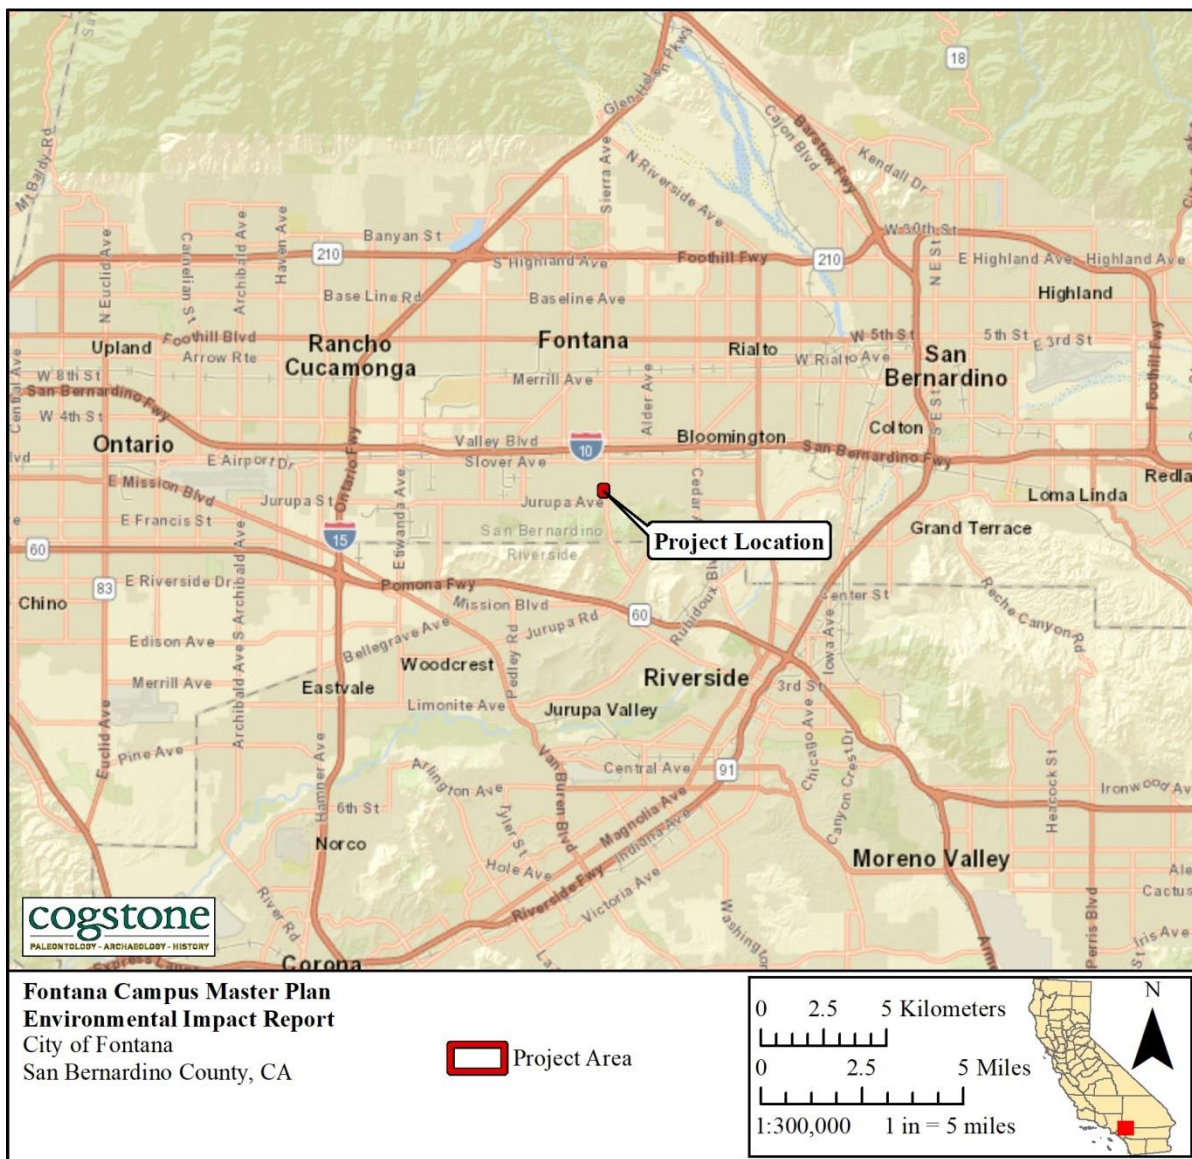 18
Glen Helen Pkwy
Barstow Fwy
Cajon Blvd
Kendall Dr
Mt Baldy Rd
Sierra Ave
N Riverside Ave
N Euclid Ave
Carnelian St
Archibald Ave
Haven Ave
Banyan St
210
S Highland Ave
Foothill Fwy
210
W 30th St
N E St
E Highland Ave
Highland Ave
Highland
Base Line Rd
Baseline Ave
Foothill Blvd
Upland
Arrow Rte
Rancho
Cucamonga
Fontana
Rialto
W 5th St
5th St
E 3rd St
W Rialto Ave
San
Bernardino
Foothill Fwy
Central Ave
W 8th St
San Bernardino Fwy
W 4th St
Merrill Ave
Alder Ave
S E St
Ontario
Ontario Fwy
Valley Blvd
10
Bloomington
Colton
San Bernardino Fwy
E Airport Dr
Slover Ave
E Mission Blvd
Jurupa St
Etiwanda Ave
Jurupa Ave
Loma Linda
E Francis St
15
San Bernardino
Riverside
Project Location
Grand Terrace
60
83
E Riverside Dr
Pomona Fwy
Mission Blvd
60
Rubidoux Blvd
Reche Canyon Rd
Chino
Edison Ave
S Archibald Ave
Archibald Ave
Bellegrave Ave
Jurupa Rd
Pedley Rd
Iowa Ave
Woodcrest
Riverside
3rd St
Merrill Ave
Eastvale
Limonite Ave
Jurupa Valley
Chicago Ave
Canyon Crest Dr
Euclid Ave
Pine Ave
Hamner Ave
Arlington Ave
Van Buren Blvd
Central Ave
91
Heacock St
6th St
Tyler St
Magnolia Ave
Indiana Ave
Norco
Hole Ave
Riverside Fwy
Victoria Ave
Moreno Valley
Perris Blvd
Cactus
Iris Ave
River Rd
Washington
Corona
cogstone
PALEONTOLOGY - ARCHAEOLOGY - HISTORY
Fontana Campus Master Plan
Environmental Impact Report
City of Fontana
San Bernardino County, CA
Project Area
0 2.5 5 Kilometers
0 2.5 5 Miles
1:300,000 1 in = 5 miles
N